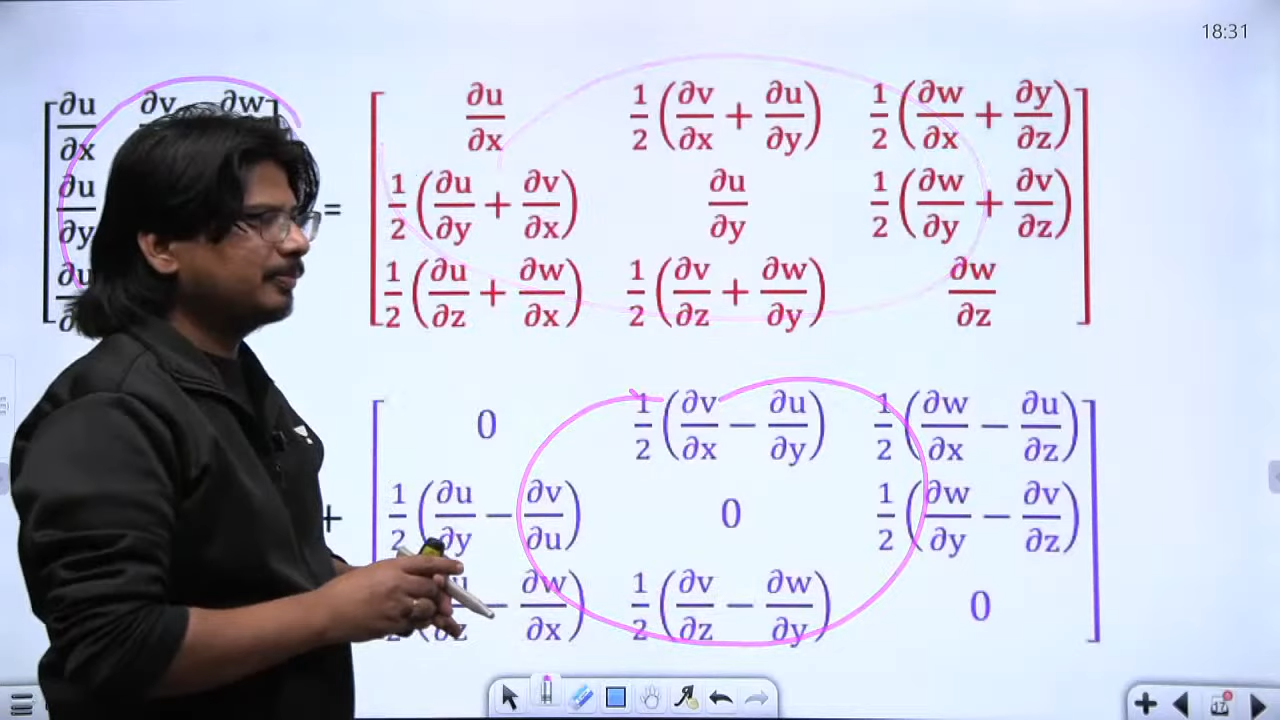 18:31
[∂u/∂x ∂v ∂w] = [∂u/∂x 1/2(∂v/∂x + ∂u/∂y) 1/2(∂w/∂x + ∂y/∂z)]
∂u/∂y 1/2(∂u/∂y + ∂v/∂x) ∂u/∂y 1/2(∂w/∂y + ∂v/∂z)
∂u 1/2(∂u/∂z + ∂w/∂x) 1/2(∂v/∂z + ∂w/∂y) ∂w/∂z
+ [0 1/2(∂v/∂x − ∂u/∂y) 1/2(∂w/∂x − ∂u/∂z)]
1/2(∂u/∂y − ∂v/∂u) 0 1/2(∂w/∂y − ∂v/∂z)
− ∂w/∂x) 1/2(∂v/∂z − ∂w/∂y) 0
17